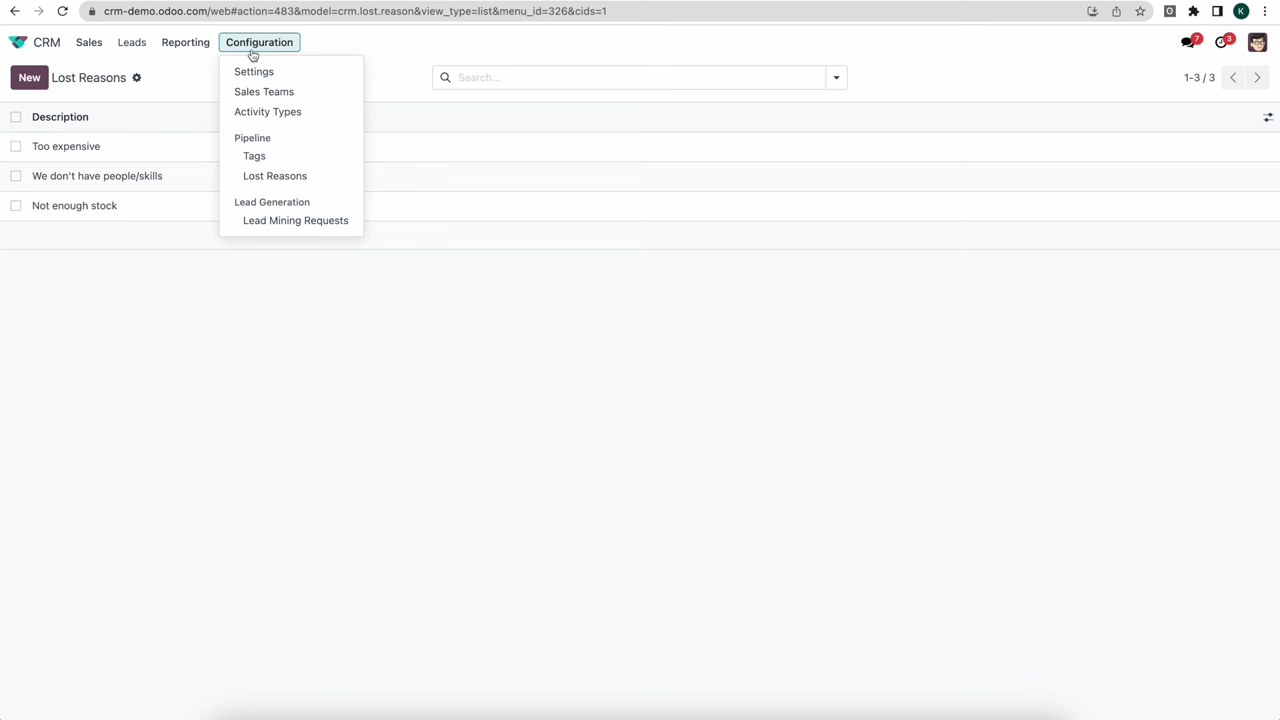 crm-demo.odoo.com/web#action=483&model=crm.lost.reason&view_type=list&menu_id=326&cids=1
O
K
CRM Sales Leads Reporting Configuration
7
3
New Lost Reasons
Search...
1-3 / 3
Settings
Sales Teams
Activity Types
Pipeline
Tags
Lost Reasons
Lead Generation
Lead Mining Requests
Description
Too expensive
We don't have people/skills
Not enough stock